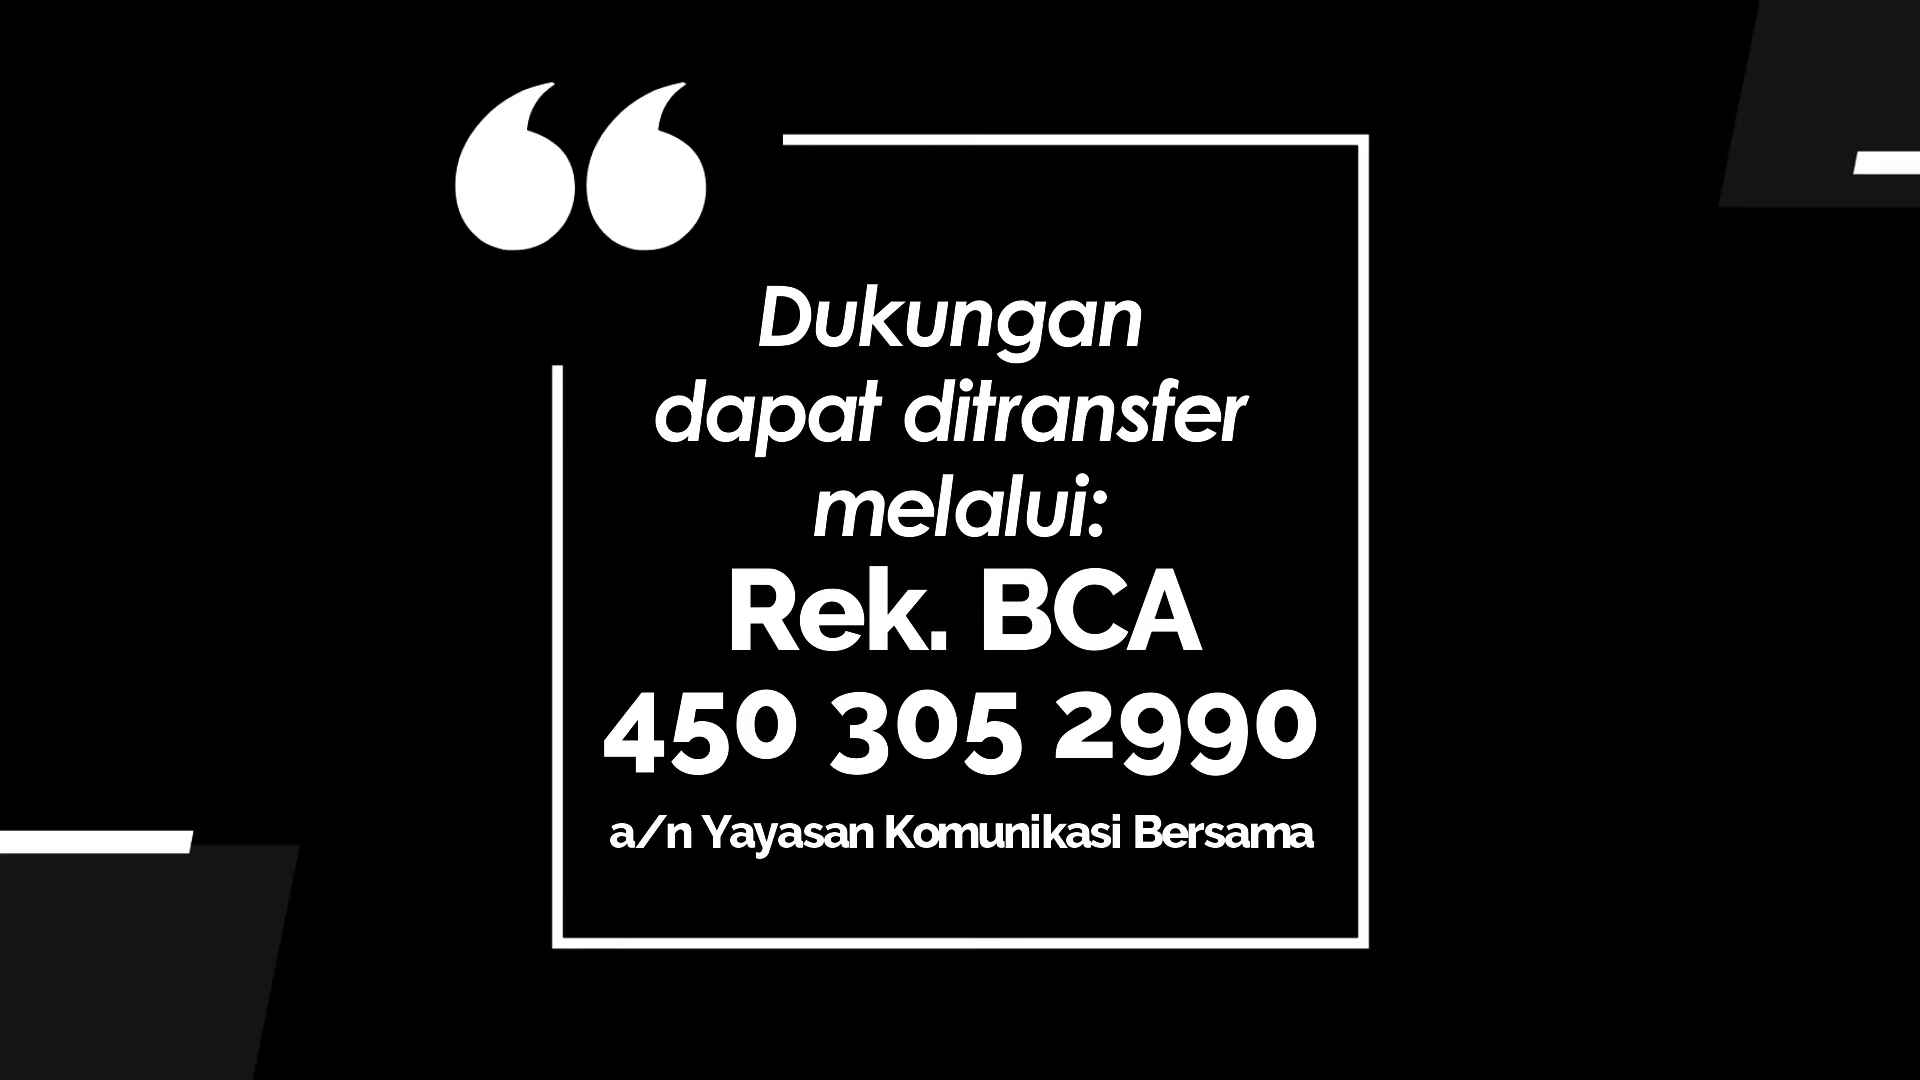 Dukungan
dapat ditransfer
melalui:
Rek. BCA
450 305 2990
a/n Yayasan Komunikasi Bersama